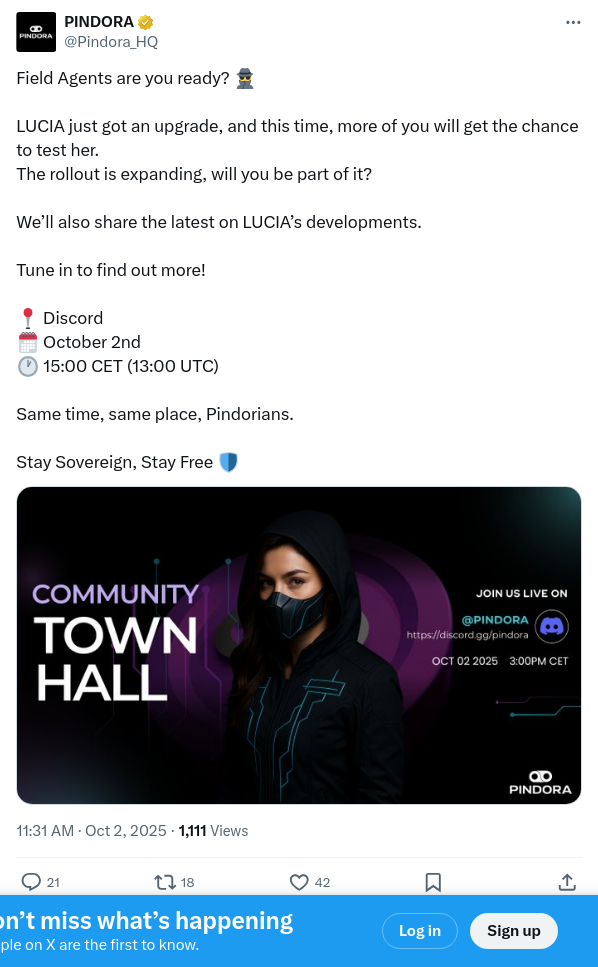 PINDORA
PINDORA
@Pindora_HQ
Field Agents are you ready?
LUCIA just got an upgrade, and this time, more of you will get the chance
to test her.
The rollout is expanding, will you be part of it?
We’ll also share the latest on LUCIA’s developments.
Tune in to find out more!
Discord
October 2nd
15:00 CET (13:00 UTC)
Same time, same place, Pindorians.
Stay Sovereign, Stay Free
COMMUNITY
TOWN
HALL
JOIN US LIVE ON
@PINDORA
https://discord.gg/pindora
OCT 02 2025 3:00PM CET
PINDORA
11:31 AM · Oct 2, 2025 · 1,111 Views
21 18 42
on’t miss what’s happening
ple on X are the first to know.
Log in
Sign up